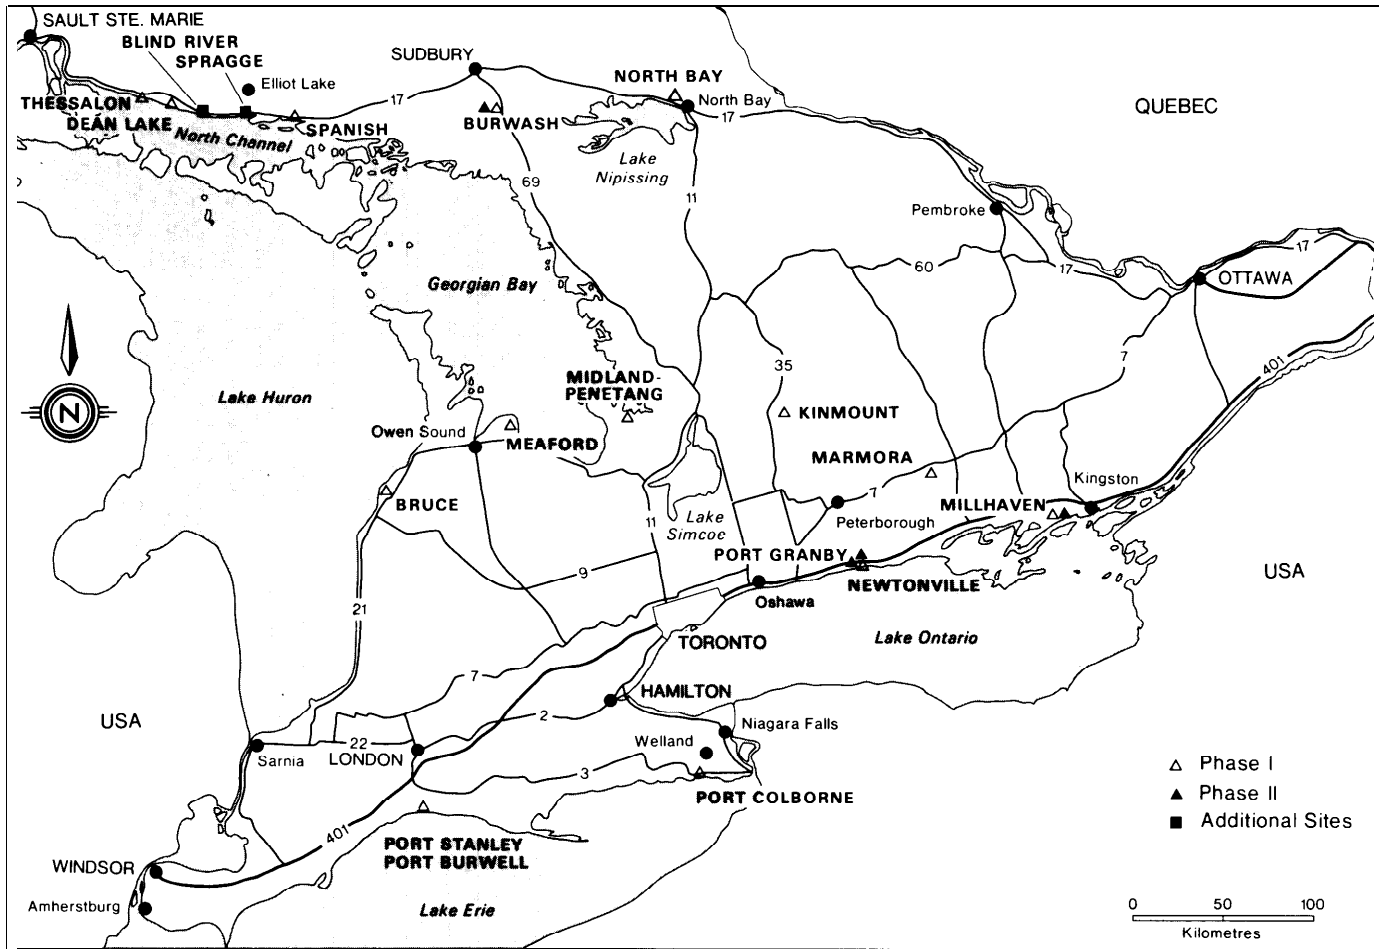 SAULT STE. MARIE
BLIND RIVER
SPRAGGE
Elliot Lake
SUDBURY
NORTH BAY
North Bay
17
17
QUEBEC
THESSALON
DEÁN LAKE
North Channel
SPANISH
BURWASH
Lake
Nipissing
69
11
Pembroke
60
17
17
OTTAWA
Georgian Bay
Lake Huron
N
MIDLAND-
PENETANG
35
7
401
KINMOUNT
Owen Sound
MEAFORD
MARMORA
BRUCE
7
Kingston
MILLHAVEN
Peterborough
Lake
Simcoe
11
PORT GRANBY
NEWTONVILLE
9
Oshawa
USA
21
TORONTO
Lake Ontario
7
HAMILTON
2
Niagara Falls
USA
Welland
Sarnia
22
LONDON
3
PORT COLBORNE
401
PORT STANLEY
PORT BURWELL
WINDSOR
Amherstburg
Lake Erie
Phase I
Phase II
Additional Sites
0 50 100
Kilometres